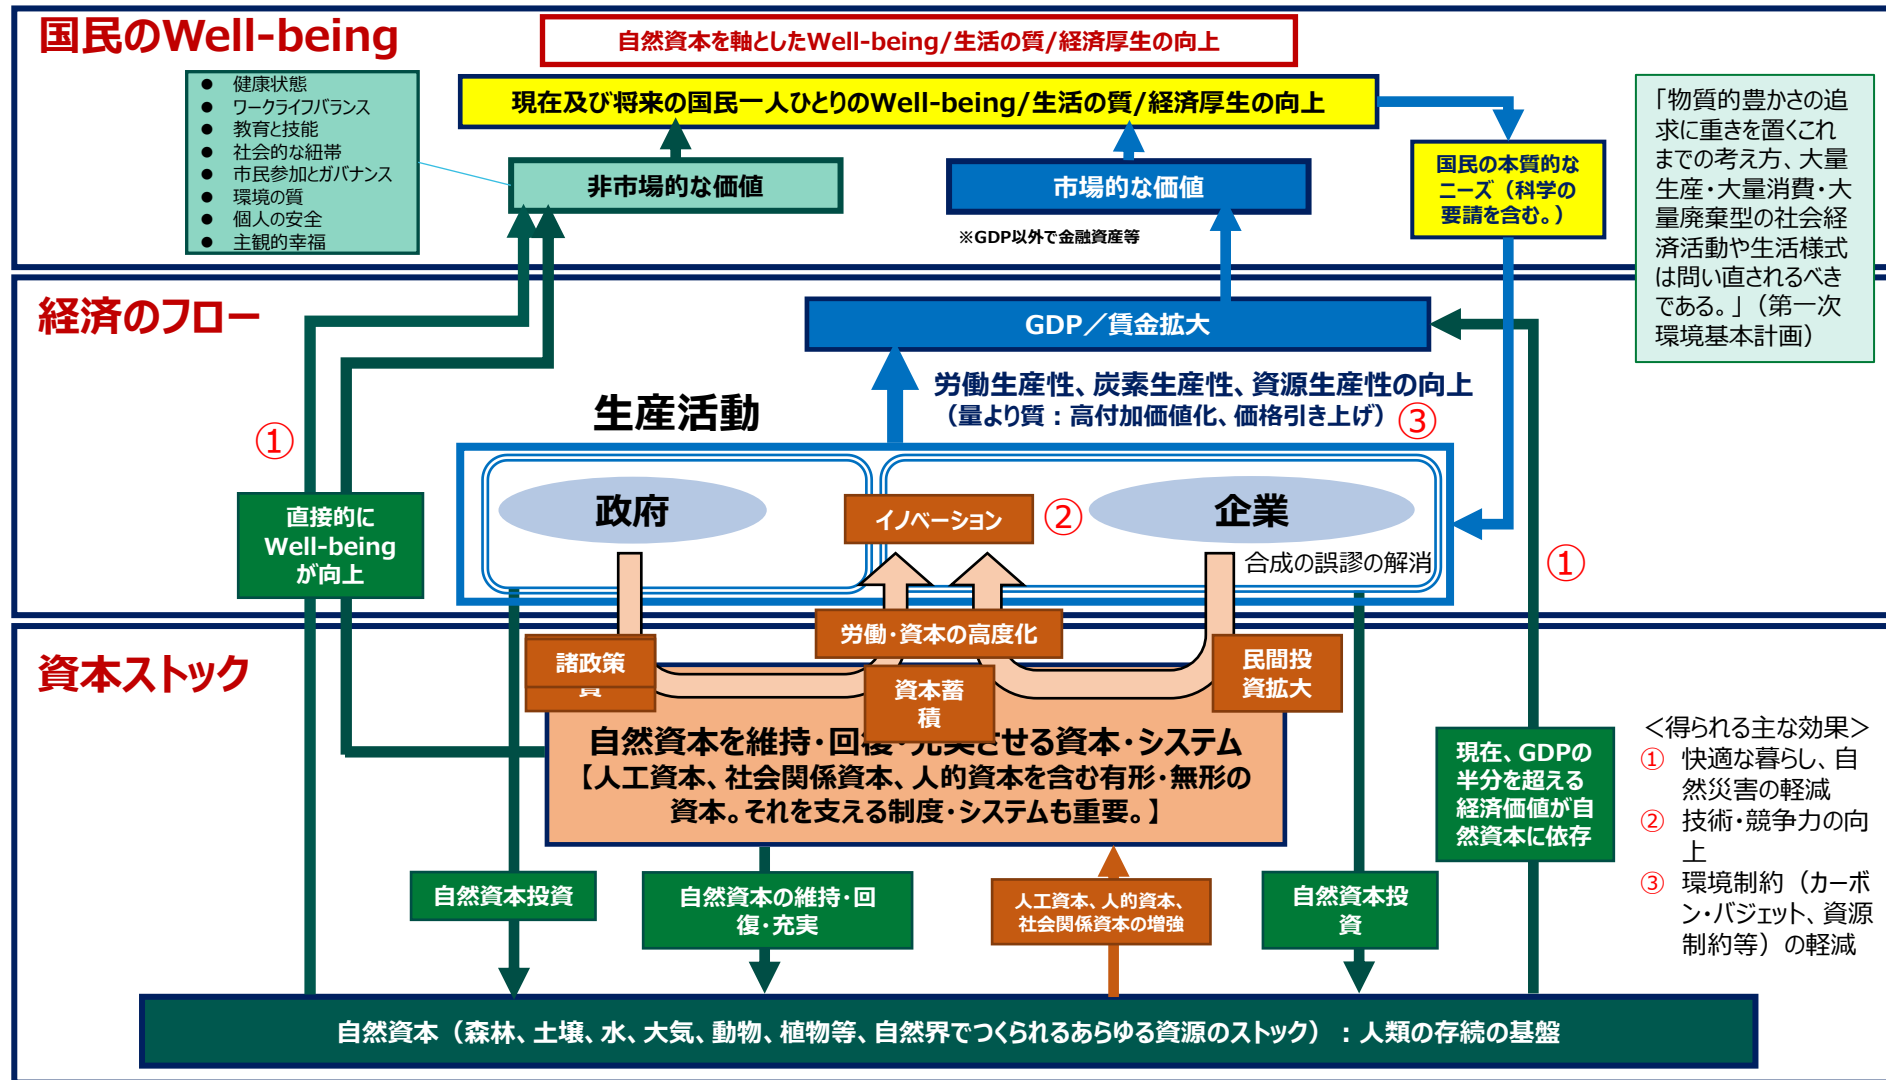 国民のWell-being
自然資本を軸としたWell-being/生活の質/経済厚生の向上
● 健康状態
● ワークライフバランス
● 教育と技能
● 社会的な紐帯
● 市民参加とガバナンス
● 環境の質
● 個人の安全
● 主観的幸福
現在及び将来の国民一人ひとりのWell-being/生活の質/経済厚生の向上
非市場的な価値
市場的な価値
※GDP以外で金融資産等
国民の本質的な
ニーズ（科学の
要請を含む。）
「物質的豊かさの追
求に重きを置くこれ
までの考え方、大量
生産・大量消費・大
量廃棄型の社会経
済活動や生活様式
は問い直されるべき
である。」（第一次
環境基本計画）
経済のフロー
GDP／賃金拡大
労働生産性、炭素生産性、資源生産性の向上
（量より質：高付加価値化、価格引き上げ）
③
生産活動
①
政府
イノベーション
②
企業
合成の誤謬の解消
①
直接的に
Well-being
が向上
資本ストック
諸政策
労働・資本の高度化
資本蓄
積
民間投
資拡大
自然資本を維持・回復・充実させる資本・システム
【人工資本、社会関係資本、人的資本を含む有形・無形の
資本。それを支える制度・システムも重要。】
現在、GDPの
半分を超える
経済価値が自
然資本に依存
＜得られる主な効果＞
① 快適な暮らし、自
然災害の軽減
② 技術・競争力の向
上
③ 環境制約（カーボ
ン・バジェット、資源
制約等）の軽減
自然資本投資
自然資本の維持・回
復・充実
人工資本、人的資本、
社会関係資本の増強
自然資本投
資
自然資本（森林、土壌、水、大気、動物、植物等、自然界でつくられるあらゆる資源のストック）：人類の存続の基盤